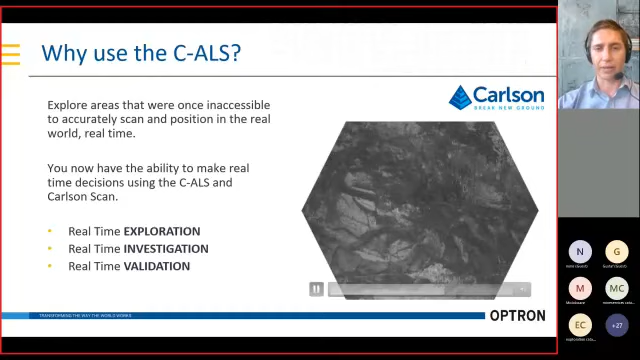 Why use the C-ALS?
Carlson
BREAK NEW GROUND
Explore areas that were once inaccessible
to accurately scan and position in the real
world, real time.
You now have the ability to make real
time decisions using the C-ALS and
Carlson Scan.
• Real Time EXPLORATION
• Real Time INVESTIGATION
• Real Time VALIDATION
TRANSFORMING THE WAY THE WORLD WORKS
OPTRON
N
G
M
MC
EC
+27